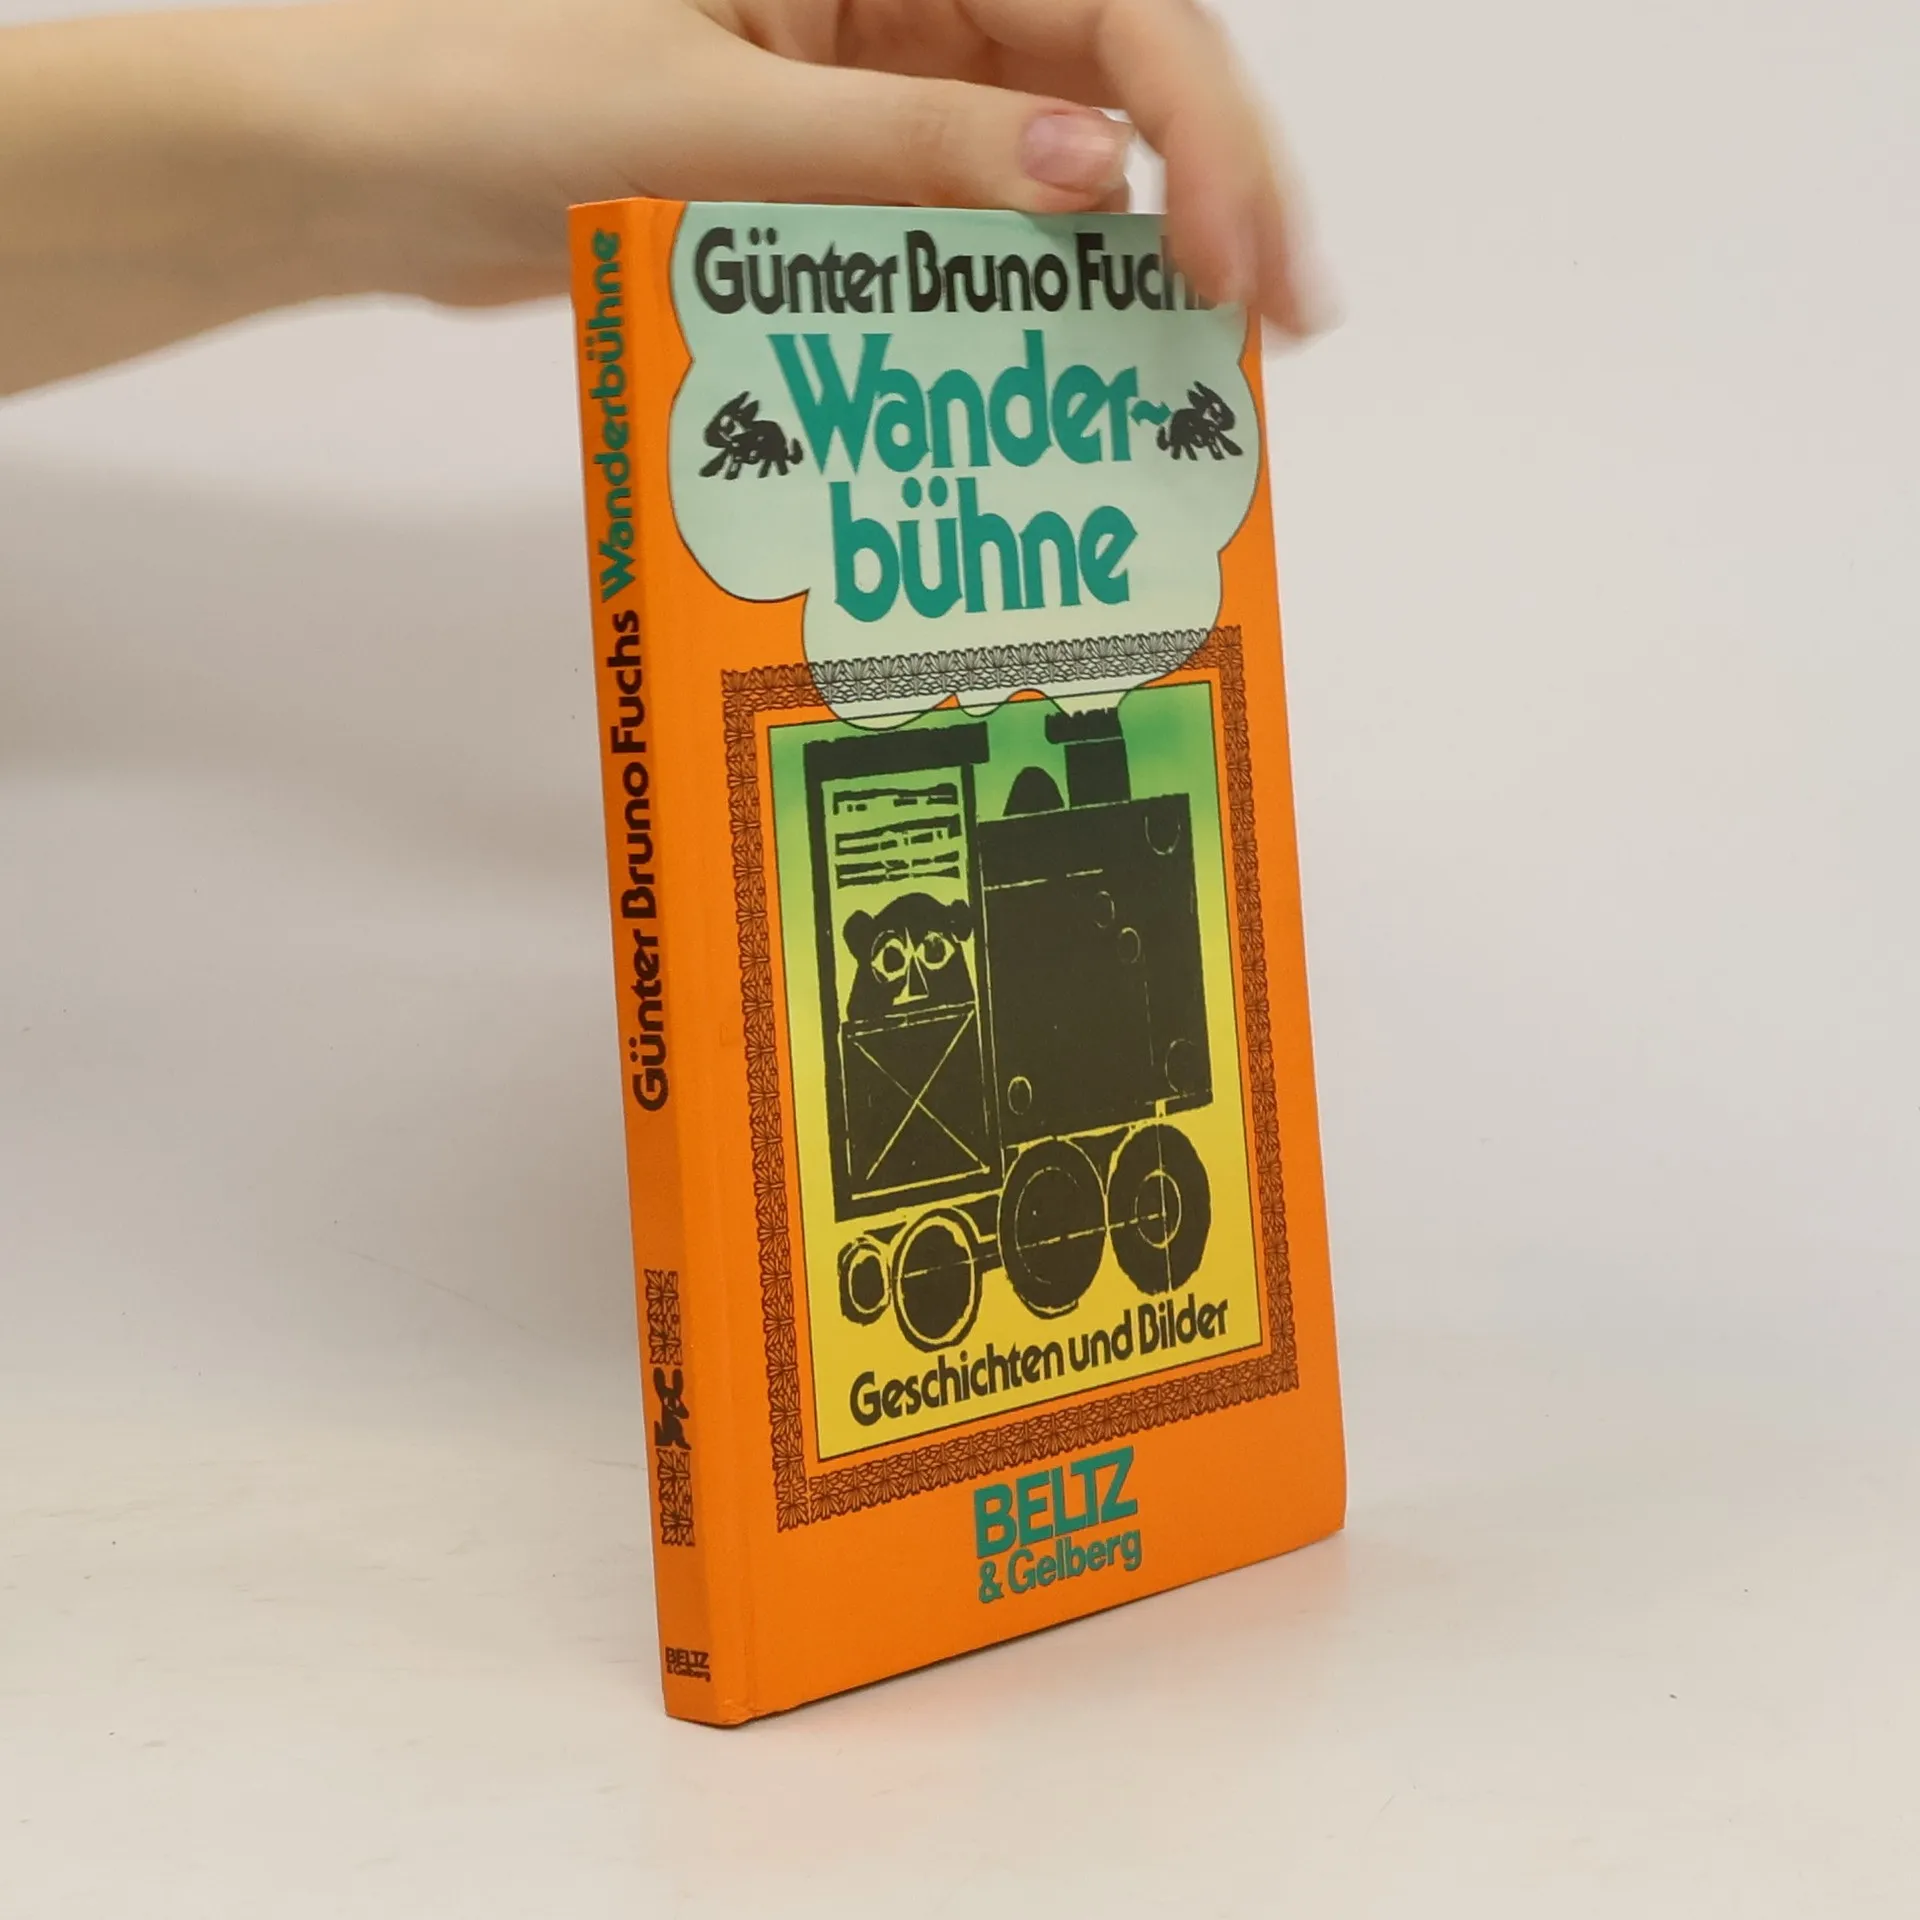 Günter Bruno Fuchs
Wander~
bühne
Geschichten und Bilder
BELTZ
& Gelberg
Günter Bruno Fuchs Wanderbühne
BELTZ
& Gelberg